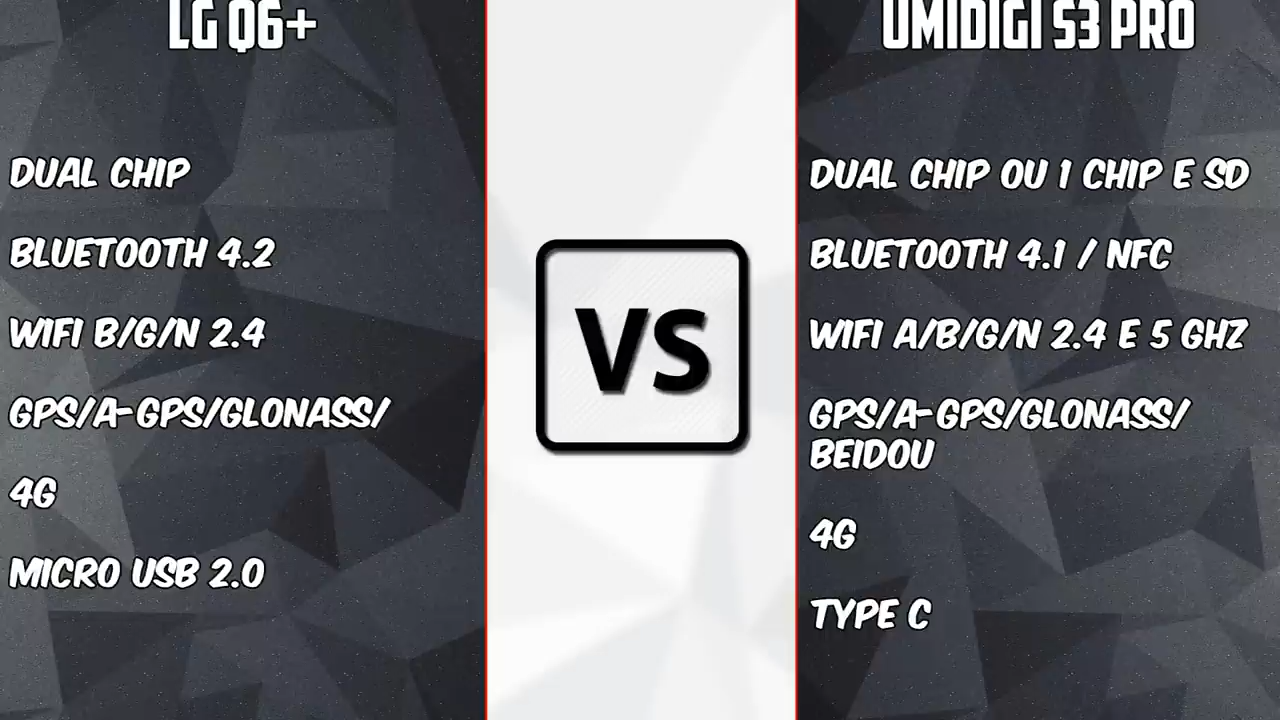 LG Q6+
DUAL CHIP
BLUETOOTH 4.2
WIFI B/G/N 2.4
GPS/A-GPS/GLONASS/
4G
MICRO USB 2.0
VS
UMIDIGI S3 PRO
DUAL CHIP OU 1 CHIP E SD
BLUETOOTH 4.1 / NFC
WIFI A/B/G/N 2.4 E 5 GHZ
GPS/A-GPS/GLONASS/
BEIDOU
4G
TYPE C